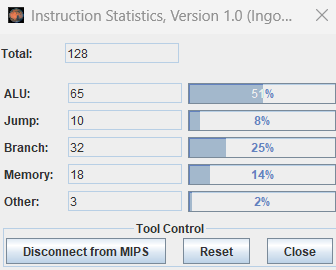 Instruction Statistics, Version 1.0 (Ingo...
Total: 128
ALU: 65 51%
Jump: 10 8%
Branch: 32 25%
Memory: 18 14%
Other: 3 2%
Tool Control
Disconnect from MIPS Reset Close